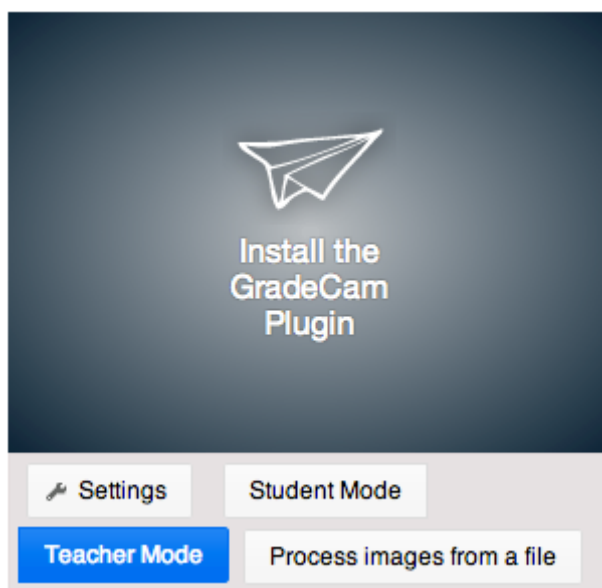 Install the
GradeCam
Plugin
Settings
Student Mode
Teacher Mode
Process images from a file